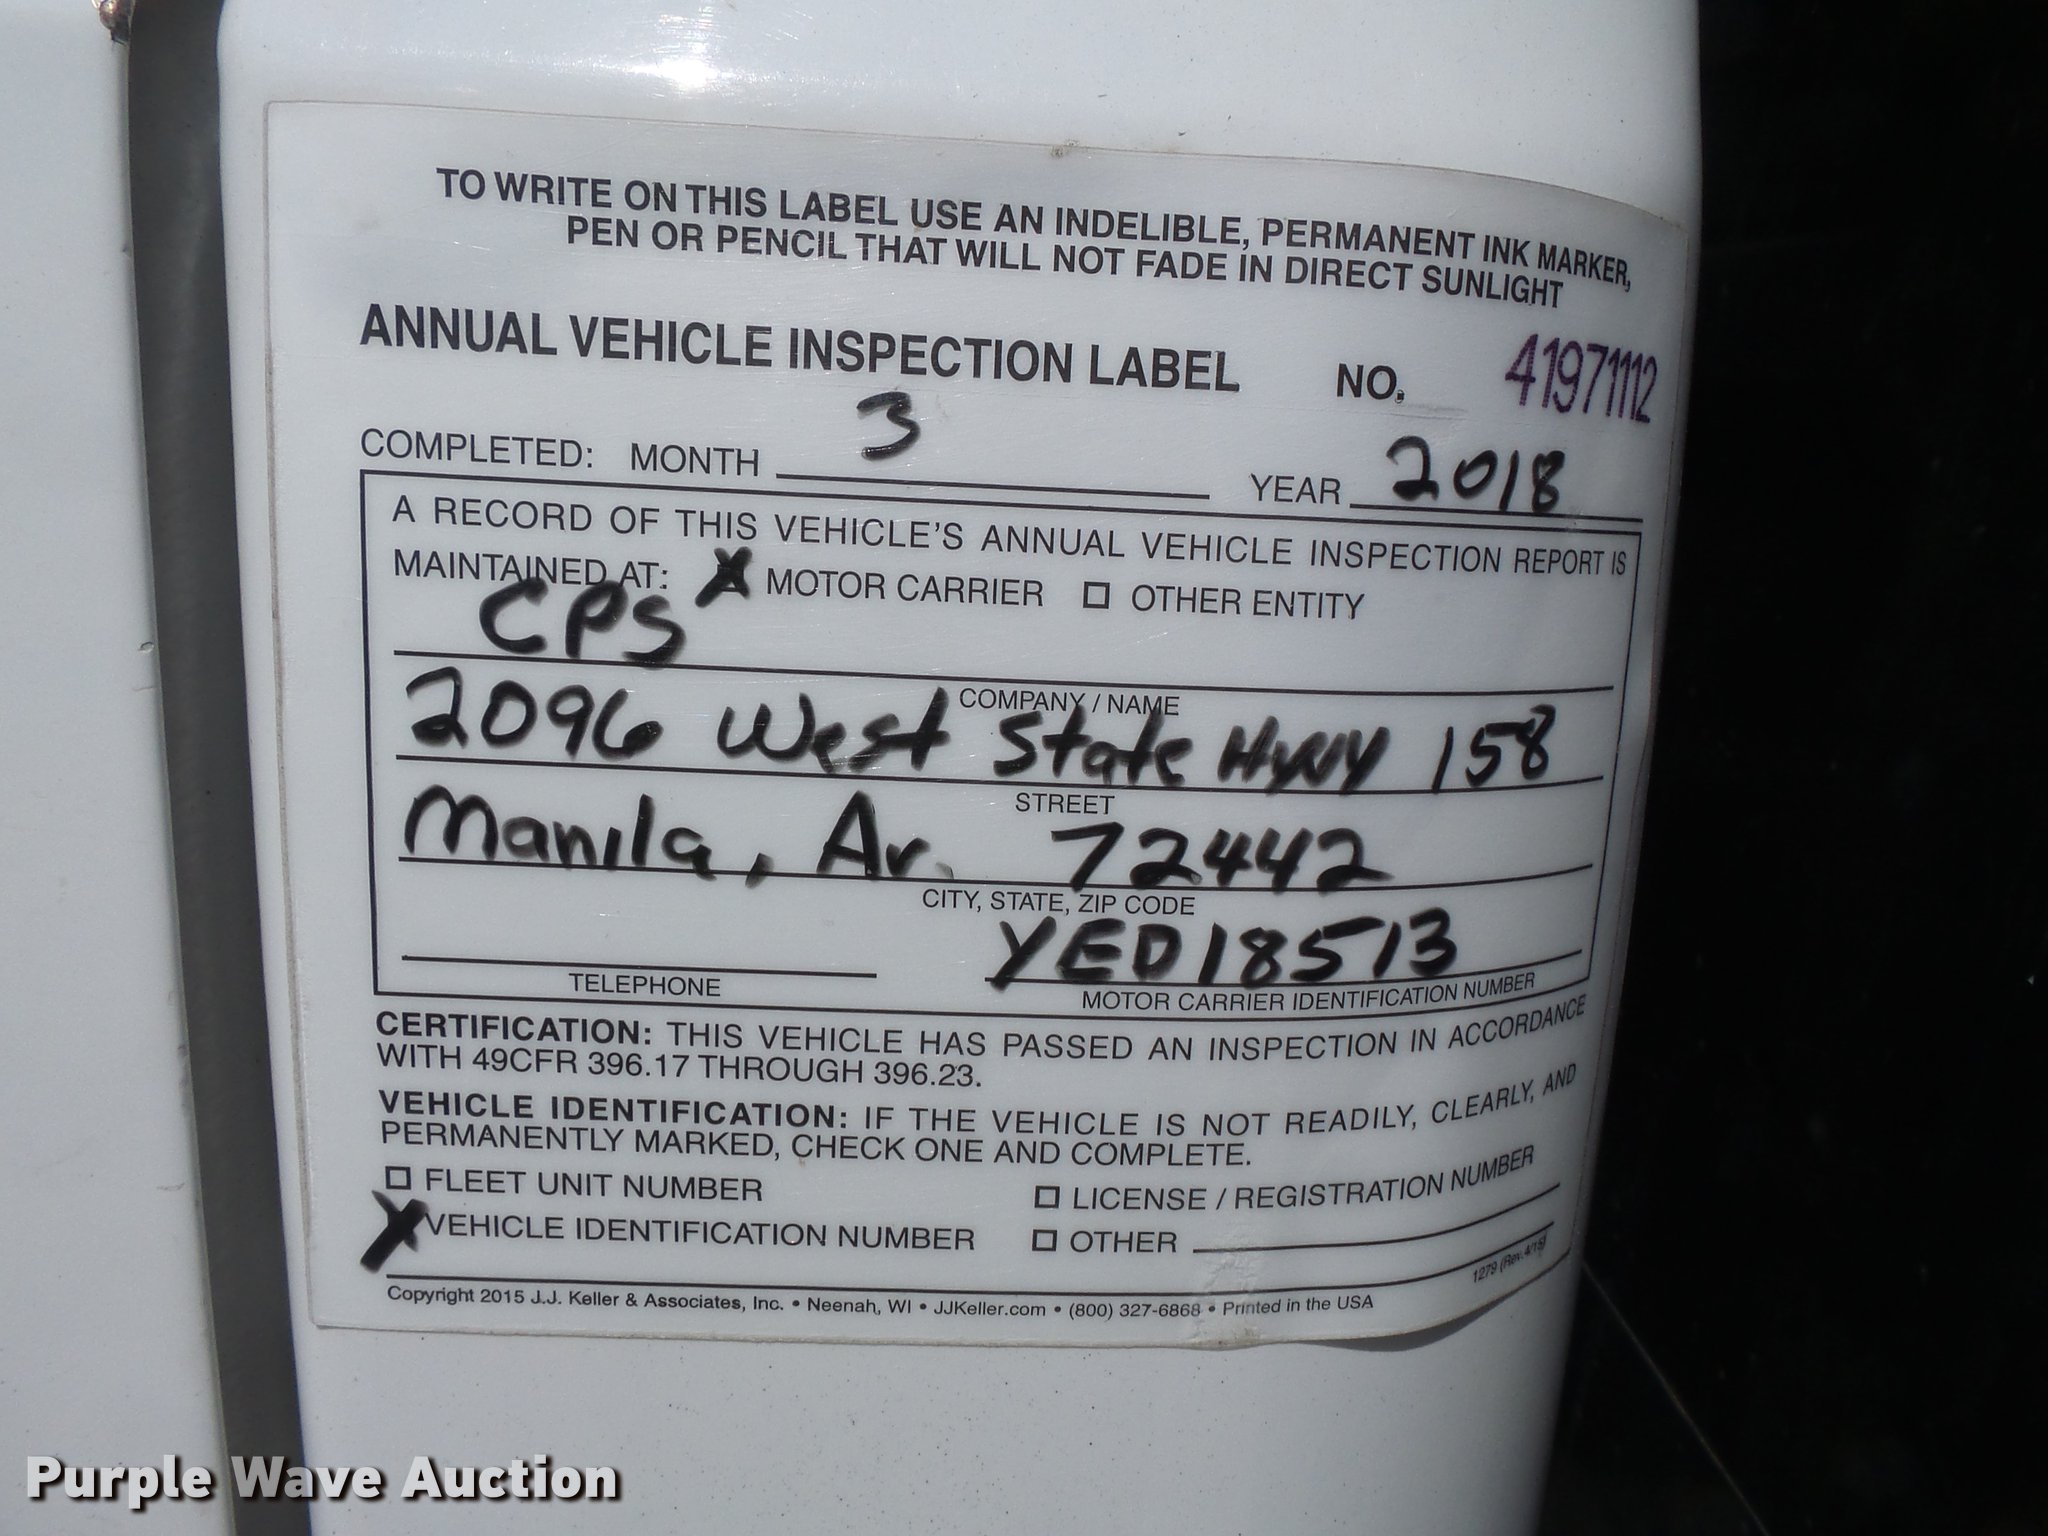 TO WRITE ON THIS LABEL USE AN INDELIBLE, PERMANENT INK MARKER,
PEN OR PENCIL THAT WILL NOT FADE IN DIRECT SUNLIGHT
ANNUAL VEHICLE INSPECTION LABEL NO. 41971112
COMPLETED: MONTH 3 YEAR 2018
A RECORD OF THIS VEHICLE'S ANNUAL VEHICLE INSPECTION REPORT IS
MAINTAINED AT: X MOTOR CARRIER ☐ OTHER ENTITY
CPS
COMPANY / NAME
2096 West State Hywy 158
STREET
Manila, Ar. 72442
CITY, STATE, ZIP CODE
YED18513
TELEPHONE MOTOR CARRIER IDENTIFICATION NUMBER
CERTIFICATION: THIS VEHICLE HAS PASSED AN INSPECTION IN ACCORDANCE
WITH 49CFR 396.17 THROUGH 396.23.
VEHICLE IDENTIFICATION: IF THE VEHICLE IS NOT READILY, CLEARLY, AND
PERMANENTLY MARKED, CHECK ONE AND COMPLETE.
☐ FLEET UNIT NUMBER ☐ LICENSE / REGISTRATION NUMBER
X VEHICLE IDENTIFICATION NUMBER ☐ OTHER
1279 (Rev. 4/15)
Copyright 2015 J.J. Keller & Associates, Inc. • Neenah, WI • JJKeller.com • (800) 327-6868 • Printed in the USA
Purple Wave Auction